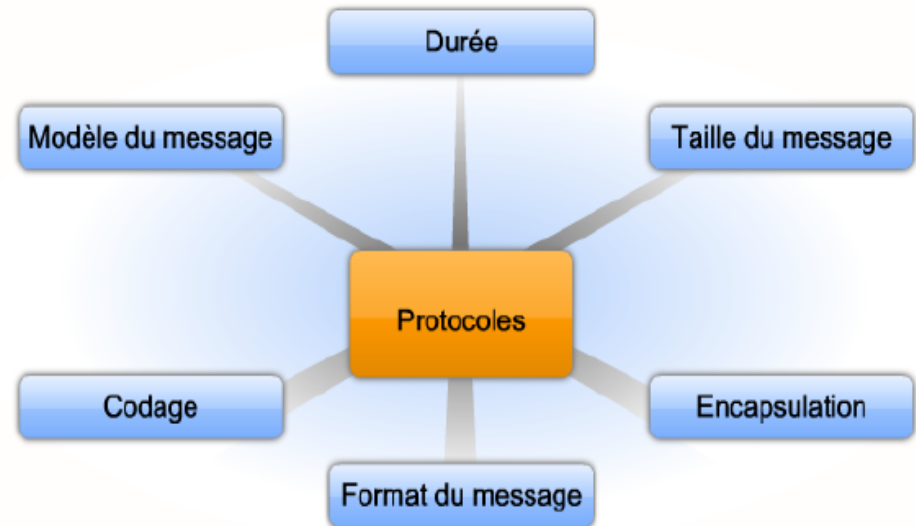 Durée
Modèle du message
Taille du message
Protocoles
Codage
Encapsulation
Format du message